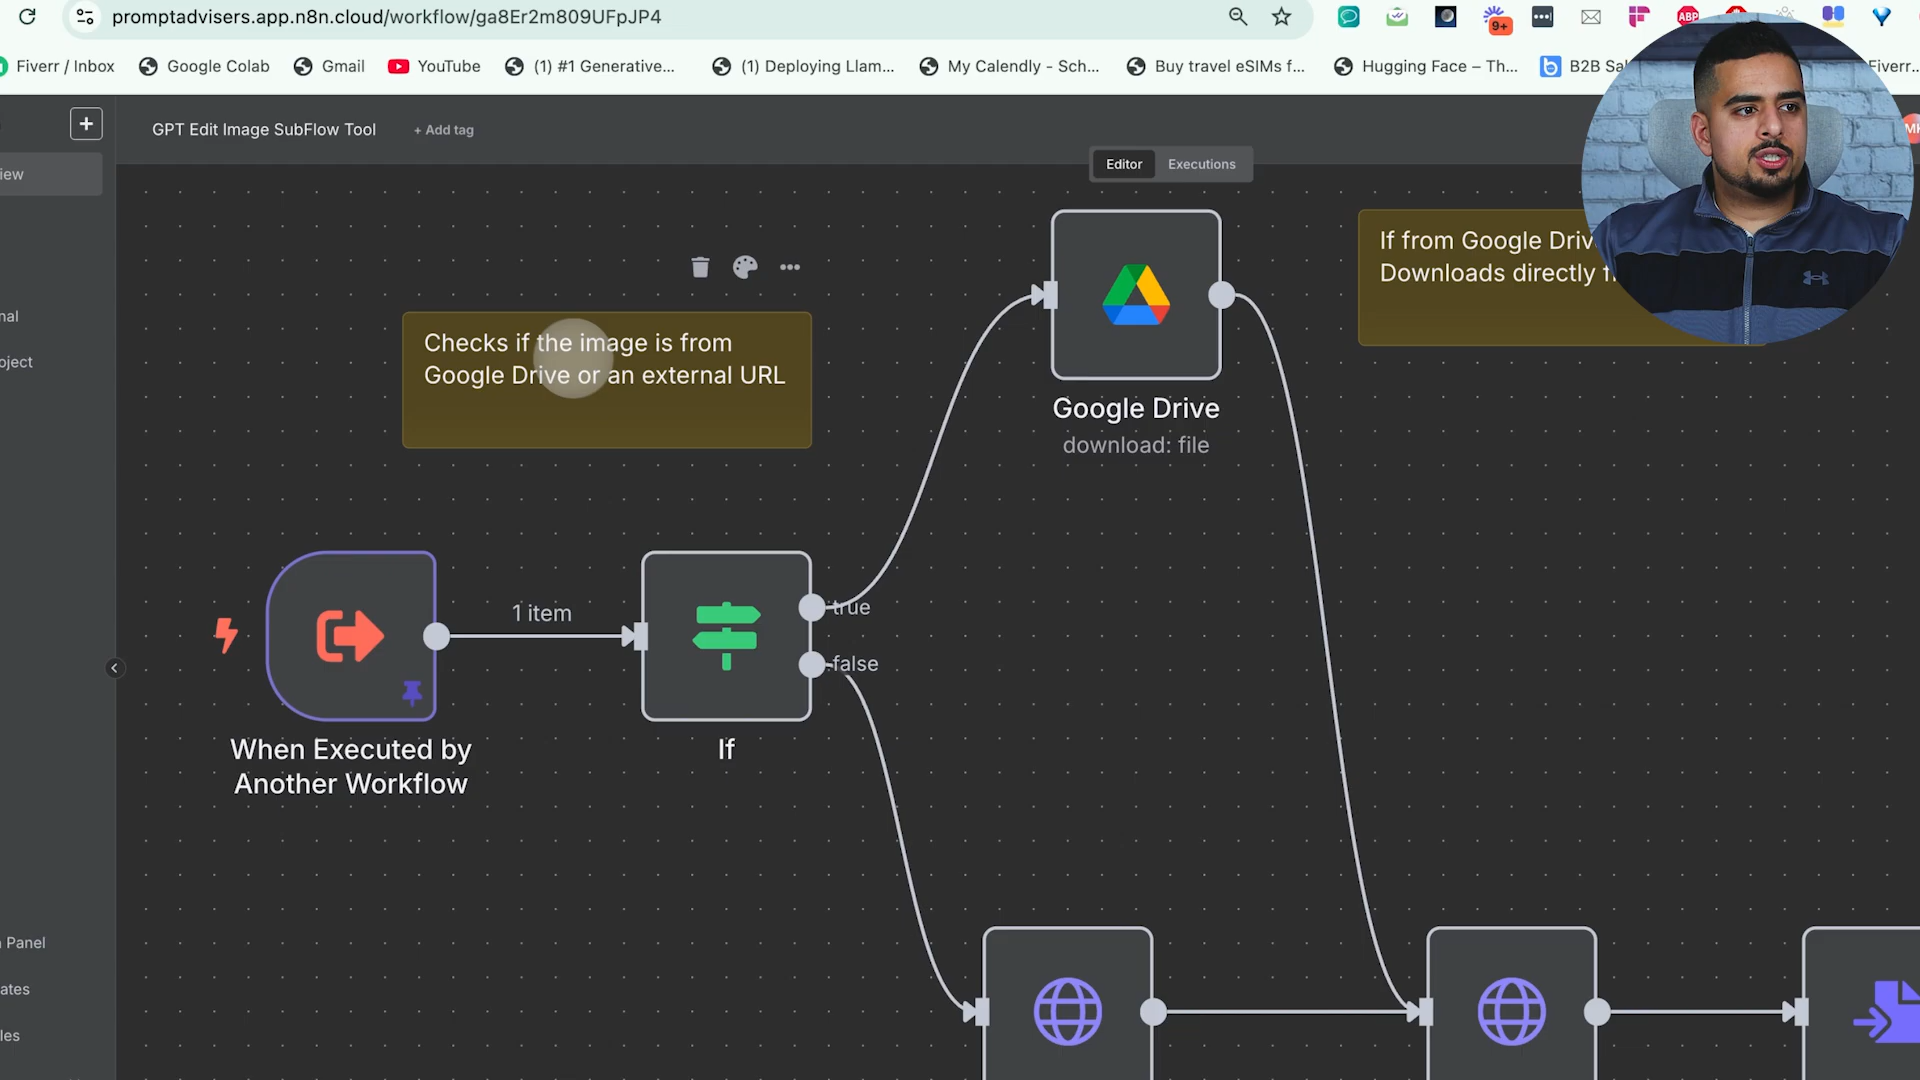 promptadvisers.app.n8n.cloud/workflow/ga8Er2m809UFpJP4
9+
ABP
Fiverr / Inbox
Google Colab
Gmail
YouTube
(1) #1 Generative...
(1) Deploying Llam...
My Calendly - Sch...
Buy travel eSIMs f...
Hugging Face – Th...
B2B Sal
Fiverr...
GPT Edit Image SubFlow Tool
+ Add tag
Editor
Executions
iew
nal
oject
Panel
ates
les
Checks if the image is from
Google Drive or an external URL
If from Google Driv
Downloads directly f
Google Drive
download: file
1 item
true
false
When Executed by
Another Workflow
If